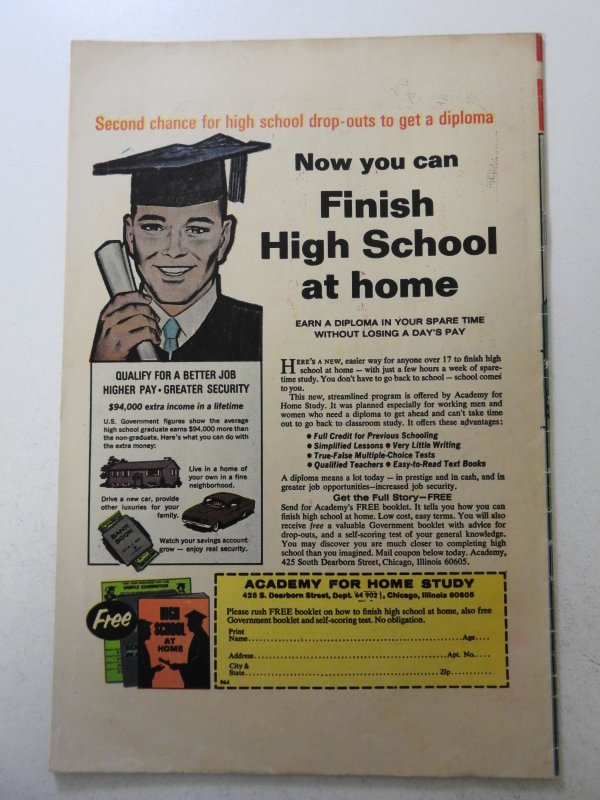 Second chance for high school drop-outs to get a diploma
Now you can
Finish
High School
at home
EARN A DIPLOMA IN YOUR SPARE TIME
WITHOUT LOSING A DAY'S PAY
QUALIFY FOR A BETTER JOB
HIGHER PAY • GREATER SECURITY
$94,000 extra income in a lifetime
U.S. Government figures show the average
high school graduate earns $94,000 more than
the non-graduate. Here's what you can do with
the extra money:
Live in a home of
your own in a fine
neighborhood.
Drive a new car, provide
other luxuries for your
family.
BANK
BOOK
Watch your savings account
grow — enjoy real security.
HERE'S A NEW, easier way for anyone over 17 to finish high
school at home — with just a few hours a week of spare-
time study. You don't have to go back to school — school comes
to you.
This new, streamlined program is offered by Academy for
Home Study. It was planned especially for working men and
women who need a diploma to get ahead and can't take time
out to go back to classroom study. It offers these advantages:
• Full Credit for Previous Schooling
• Simplified Lessons • Very Little Writing
• True-False Multiple-Choice Tests
• Qualified Teachers • Easy-to-Read Text Books
A diploma means a lot today — in prestige and in cash, and in
greater job opportunities—increased job security.
Get the Full Story—FREE
Send for Academy's FREE booklet. It tells you how you can
finish high school at home. Low cost, easy terms. You will also
receive free a valuable Government booklet with advice for
drop-outs, and a self-scoring test of your general knowledge.
You may discover you are much closer to completing high
school than you imagined. Mail coupon below today. Academy,
425 South Dearborn Street, Chicago, Illinois 60605.
Free
SAMPLE EXAMINATION
HIGH
SCHOOL
AT
HOME
ACADEMY FOR HOME STUDY
425 S. Dearborn Street, Dept. 64 902, Chicago, Illinois 60605
Please rush FREE booklet on how to finish high school at home, also free
Government booklet and self-scoring test. No obligation.
Print
Name Age
Address Apt. No.
City &
State Zip
964